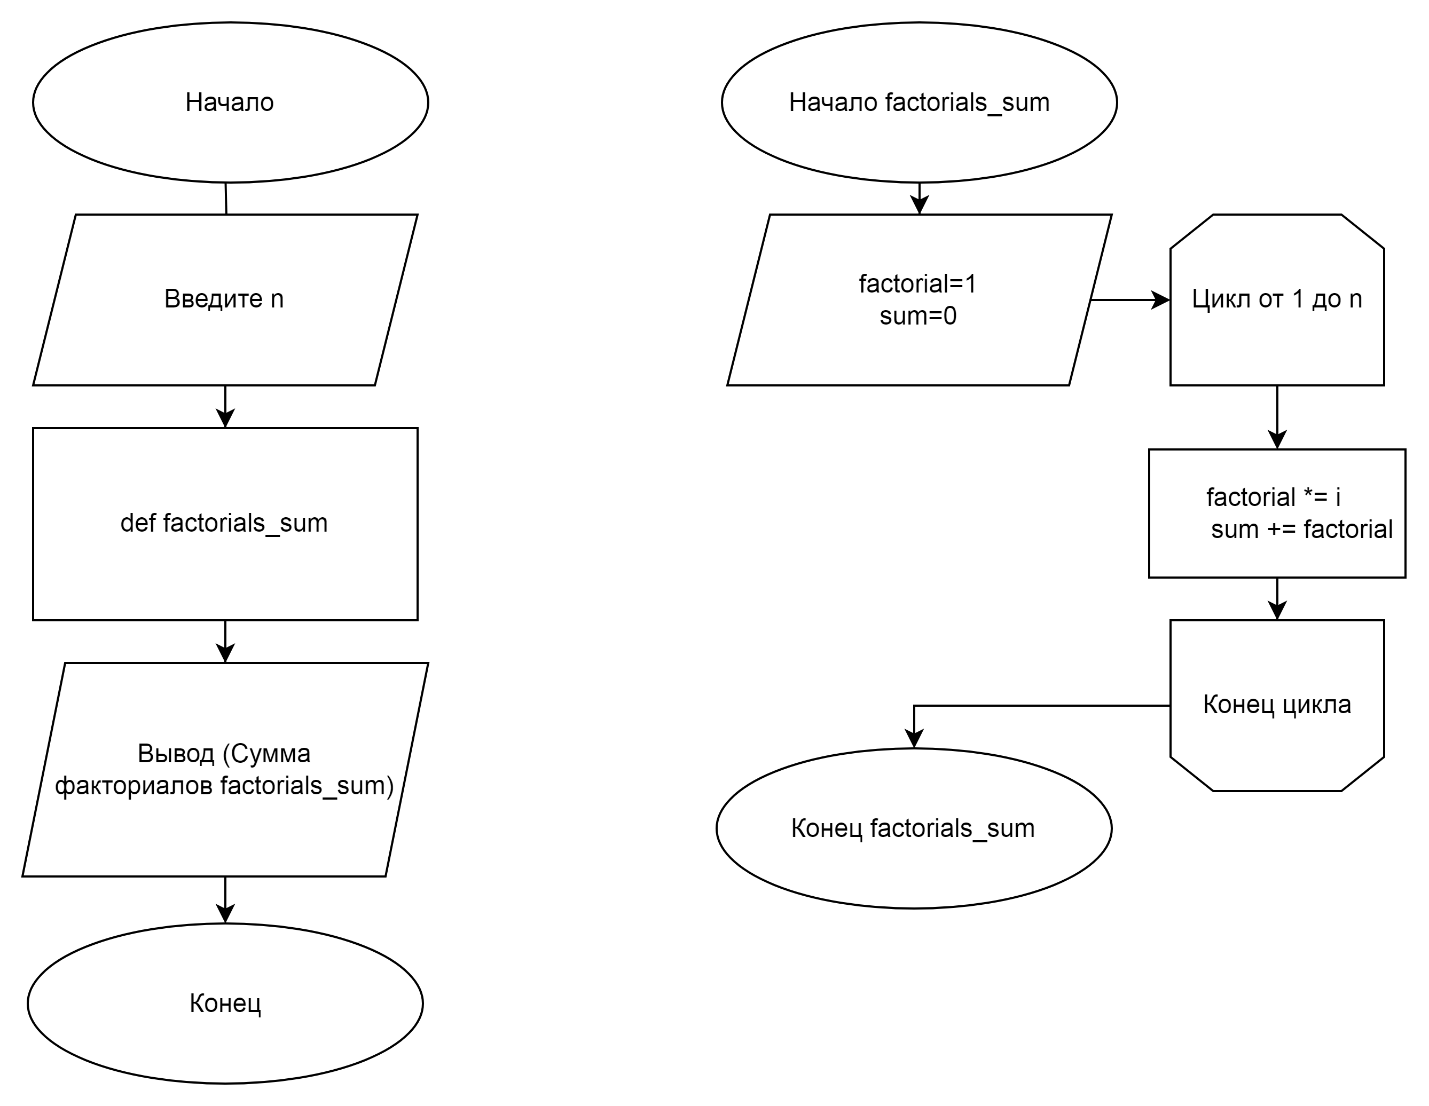 Начало
Введите n
def factorials_sum
Вывод (Сумма
факториалов factorials_sum)
Конец
Начало factorials_sum
factorial=1
sum=0
Цикл от 1 до n
factorial *= i
sum += factorial
Конец цикла
Конец factorials_sum